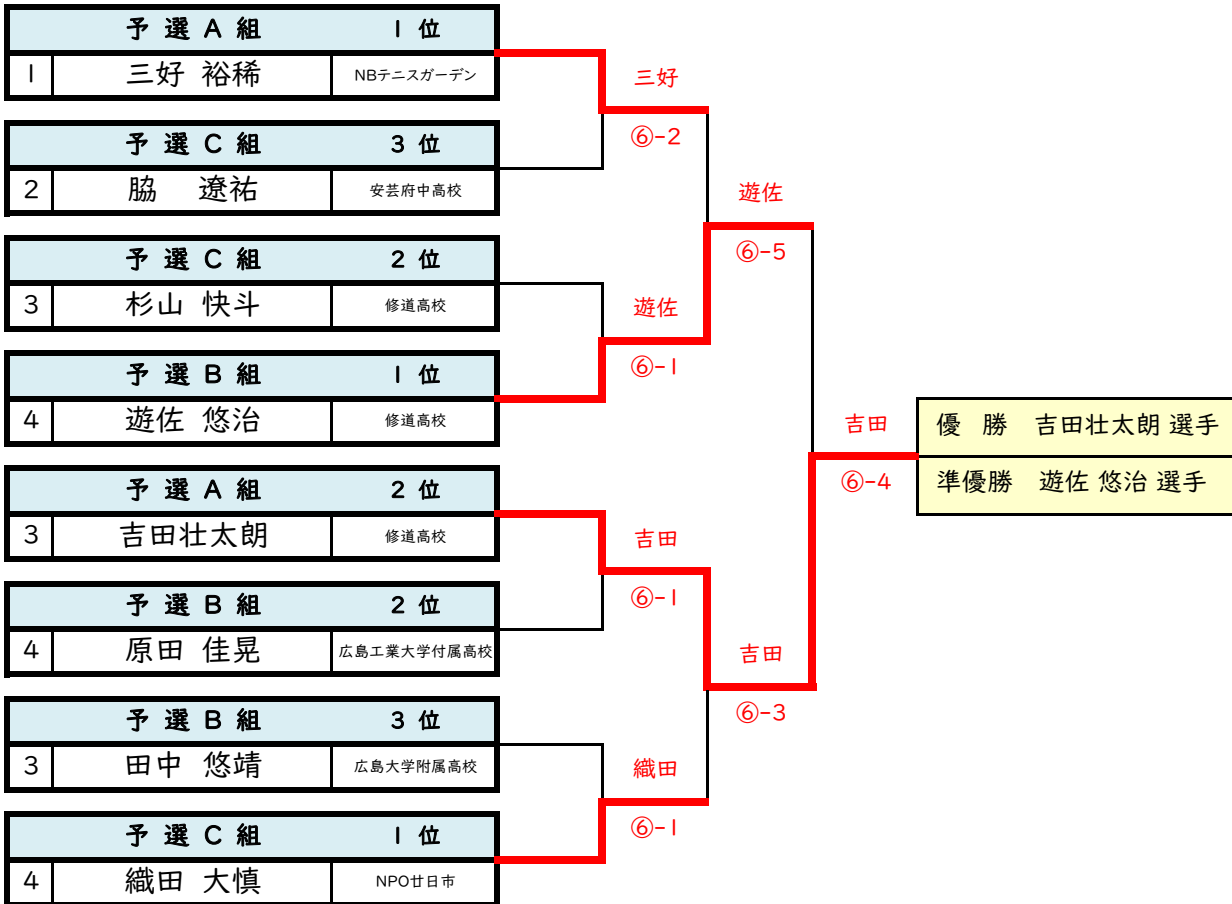 予 選 A 組 1 位
1 三好 裕稀 NBテニスガーデン
三好
⑥-2
予 選 C 組 3 位
2 脇 遼祐 安芸府中高校
遊佐
⑥-5
予 選 C 組 2 位
3 杉山 快斗 修道高校
遊佐
⑥-1
予 選 B 組 1 位
4 遊佐 悠治 修道高校
吉田
⑥-4
優 勝 吉田壮太朗 選手
準優勝 遊佐 悠治 選手
予 選 A 組 2 位
3 吉田壮太朗 修道高校
吉田
⑥-1
予 選 B 組 2 位
4 原田 佳晃 広島工業大学付属高校
吉田
⑥-3
予 選 B 組 3 位
3 田中 悠靖 広島大学附属高校
織田
⑥-1
予 選 C 組 1 位
4 織田 大慎 NPO廿日市